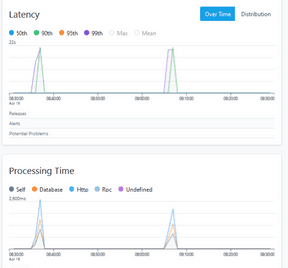 Latency
Over Time
Distribution
50th
90th
95th
99th
Max
Mean
22s
08:30:00
08:40:00
08:50:00
09:00:00
09:10:00
09:20:00
09:30:00
Apr 19
Releases
Alerts
Potential Problems
Processing Time
Self
Database
Http
Rpc
Undefined
2,800ms
08:30:00
08:40:00
08:50:00
09:00:00
09:10:00
09:20:00
09:30:00
Apr 19